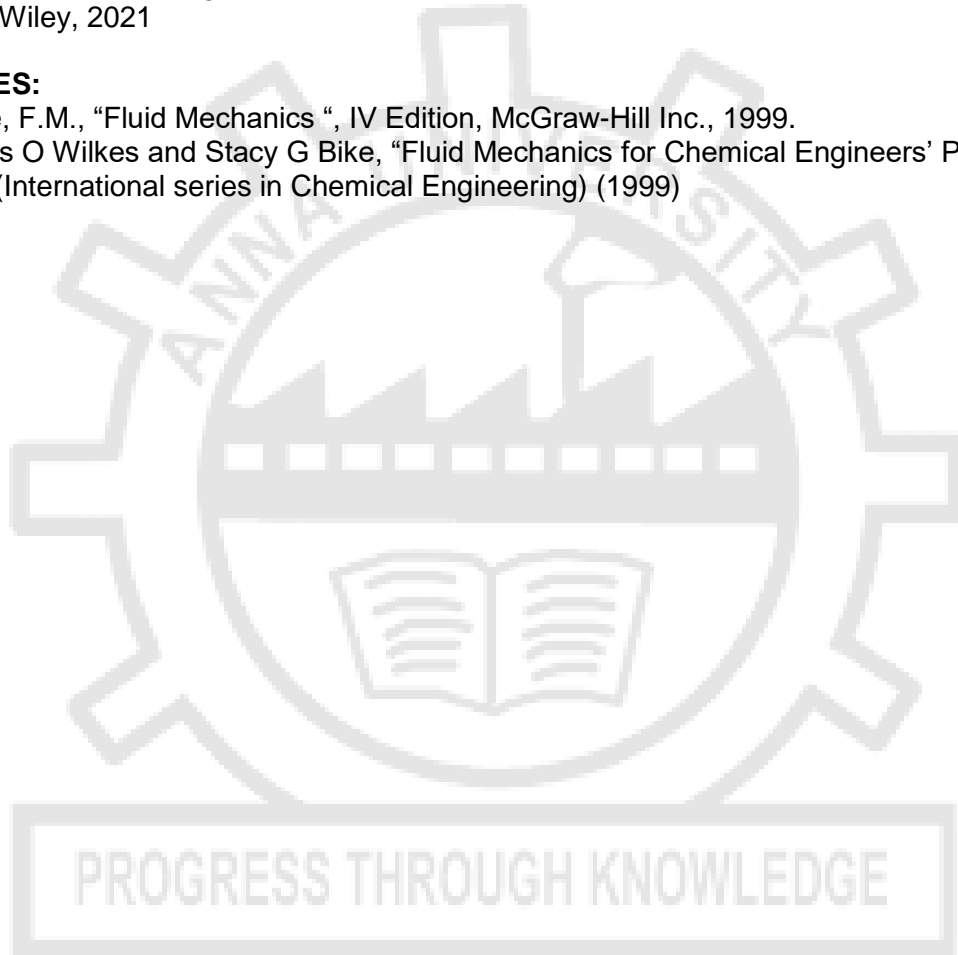 Wiley, 2021
ES:
, F.M., “Fluid Mechanics “, IV Edition, McGraw-Hill Inc., 1999.
s O Wilkes and Stacy G Bike, “Fluid Mechanics for Chemical Engineers’ P
(International series in Chemical Engineering) (1999)
ANNA UNIVERSITY
PROGRESS THROUGH KNOWLEDGE